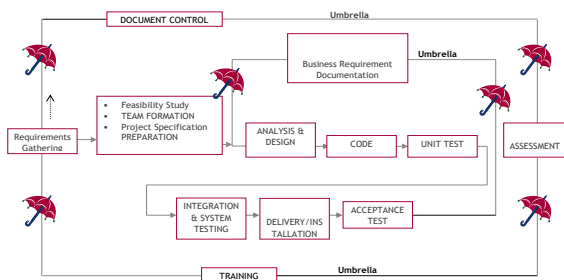 DOCUMENT CONTROL
Umbrella
Umbrella
Business Requirement
Documentation
• Feasibility Study
• TEAM FORMATION
• Project Specification
PREPARATION
Requirements
Gathering
ANALYSIS &
DESIGN
CODE
UNIT TEST
ASSESSMENT
INTEGRATION
& SYSTEM
TESTING
DELIVERY/INS
TALLATION
ACCEPTANCE
TEST
TRAINING
Umbrella